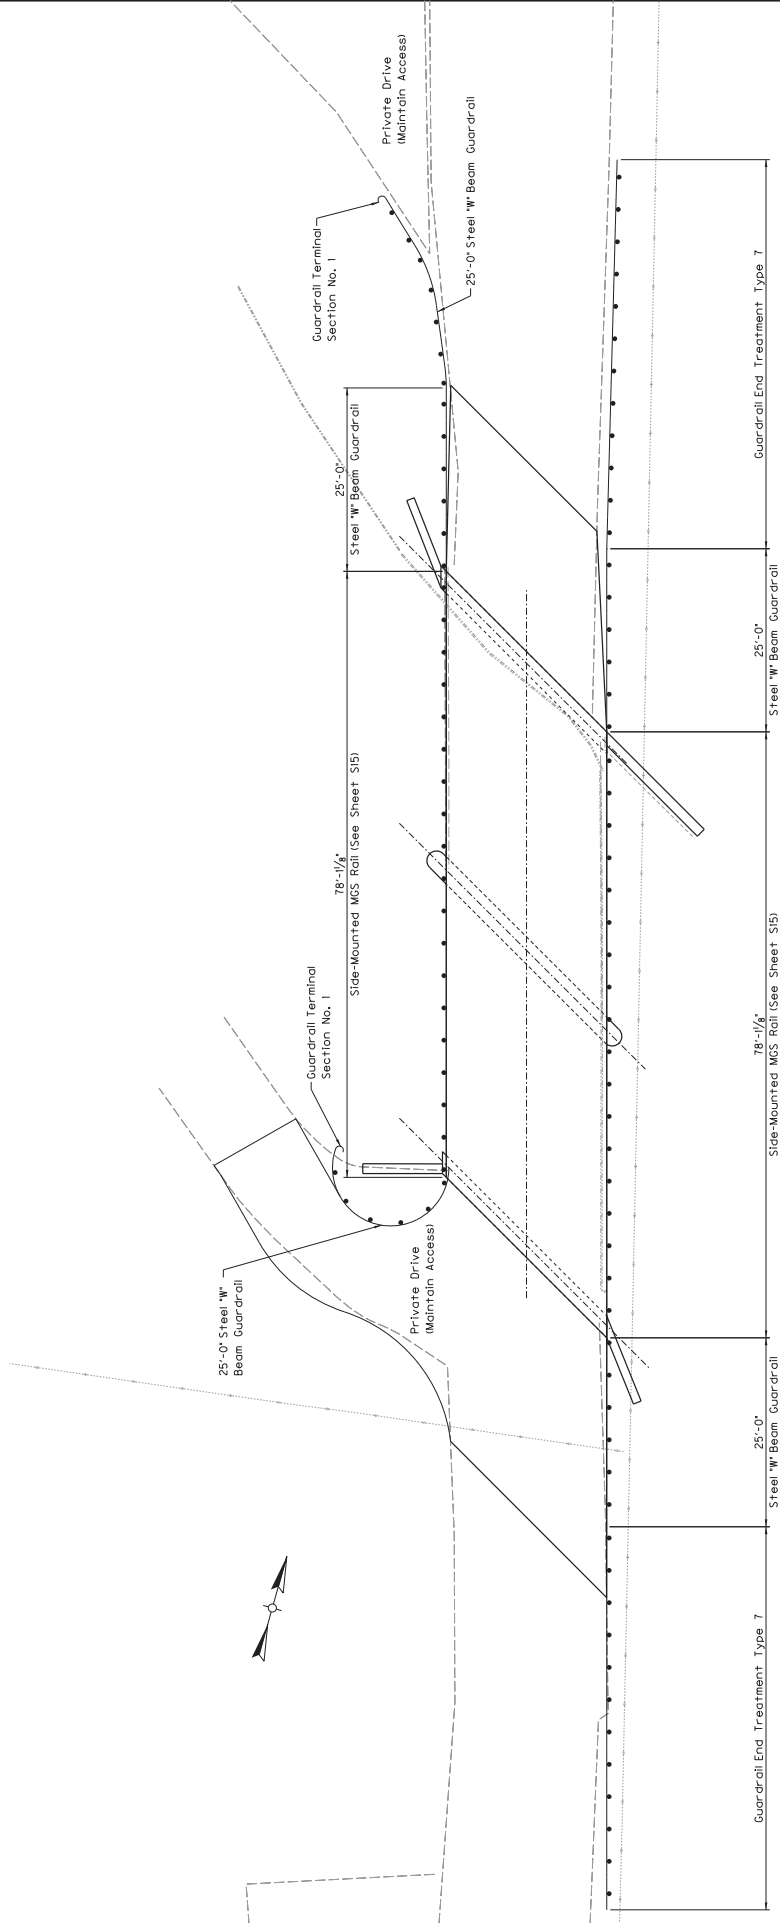 Private Drive
(Maintain Access)
25'-0" Steel "W" Beam Guardrail
Guardrail Terminal
Section No. 1
25'-0"
Steel "W" Beam Guardrail
78'-1 1/8"
Side-Mounted MGS Rail (See Sheet S15)
Guardrail Terminal
Section No. 1
25'-0" Steel "W"
Beam Guardrail
Private Drive
(Maintain Access)
Guardrail End Treatment Type 7
25'-0"
Steel "W" Beam Guardrail
78'-1 1/8"
Side-Mounted MGS Rail (See Sheet S15)
25'-0"
Steel "W" Beam Guardrail
Guardrail End Treatment Type 7